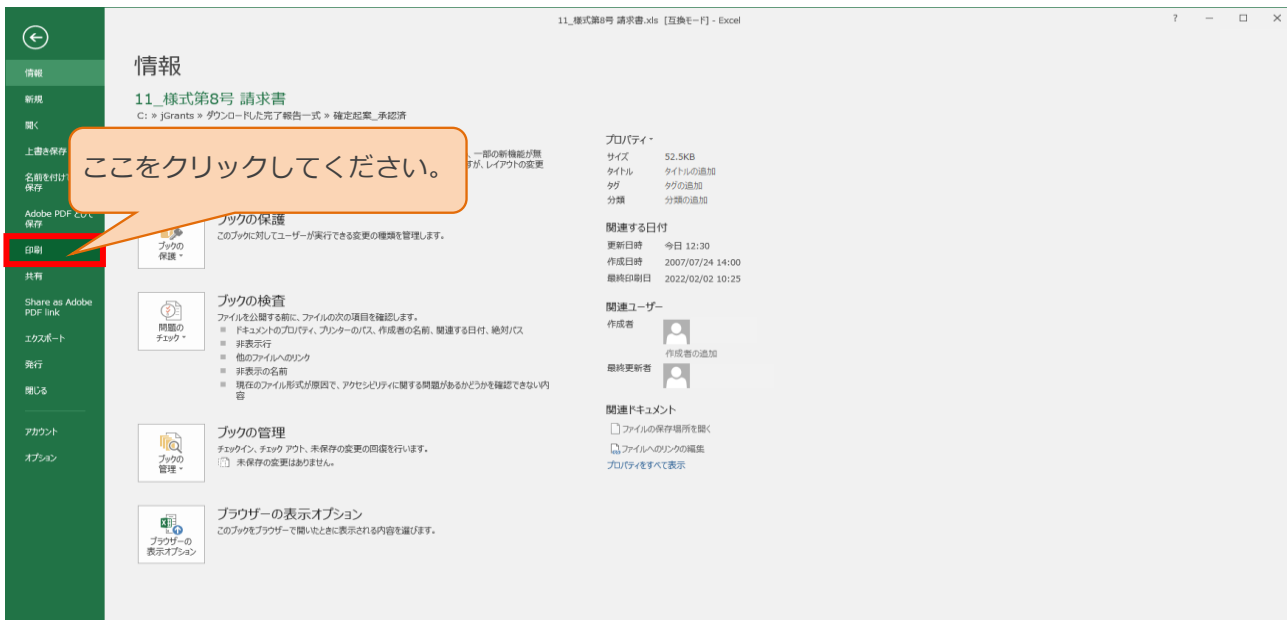 11_様式第8号 請求書.xls [互換モード] - Excel
?
情報
新規
開く
上書き保存
名前を付け
保存
Adobe PDF として
保存
印刷
共有
Share as Adobe
PDF link
エクスポート
発行
閉じる
アカウント
オプション
情報
11_様式第8号 請求書
C: » jGrants » ダウンロードした完了報告一式 » 確定起案_承認済
ここをクリックしてください。
、一部の新機能が無
すが、レイアウトの変更
ブックの
保護
ブックの保護
このブックに対してユーザーが実行できる変更の種類を管理します。
問題の
チェック
ブックの検査
ファイルを公開する前に、ファイルの次の項目を確認します。
ドキュメントのプロパティ、プリンターのパス、作成者の名前、関連する日付、絶対パス
非表示行
他のファイルへのリンク
非表示の名前
現在のファイル形式が原因で、アクセシビリティに関する問題があるかどうかを確認できない内
容
ブックの
管理
ブックの管理
チェックイン、チェック アウト、未保存の変更の回復を行います。
未保存の変更はありません。
ブラウザーの
表示オプション
ブラウザーの表示オプション
このブックをブラウザーで開いたときに表示される内容を選びます。
プロパティ
サイズ 52.5KB
タイトル タイトルの追加
タグ タグの追加
分類 分類の追加
関連する日付
更新日時 今日 12:30
作成日時 2007/07/24 14:00
最終印刷日 2022/02/02 10:25
関連ユーザー
作成者
作成者の追加
最終更新者
関連ドキュメント
ファイルの保存場所を開く
ファイルへのリンクの編集
プロパティをすべて表示